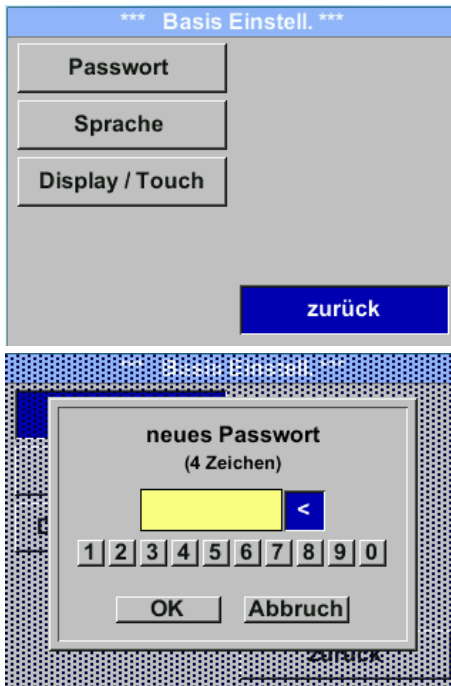 *** Basis Einstell. ***
Passwort
Sprache
Display / Touch
zurück
*** Basis Einstell. ***
neues Passwort
(4 Zeichen)
<
1 2 3 4 5 6 7 8 9 0
OK Abbruch
zurück